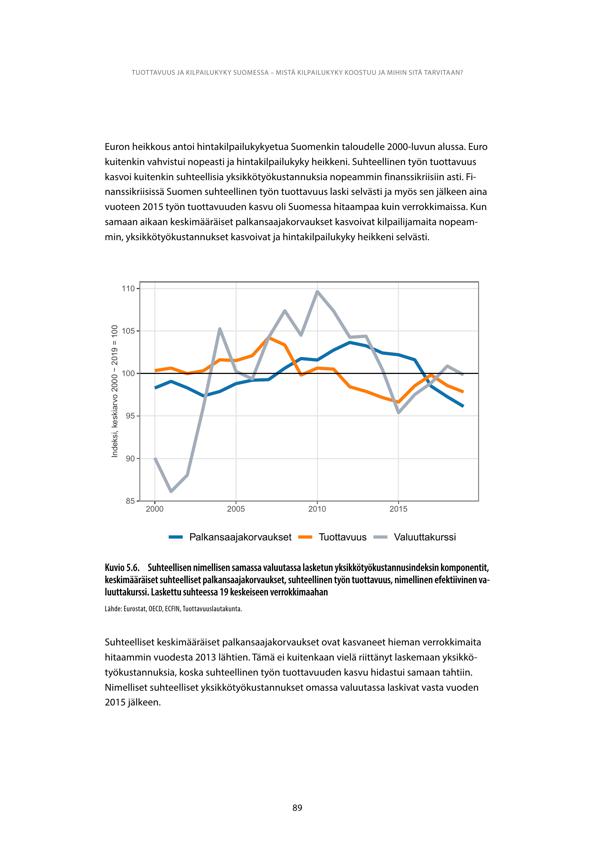 TUOTTAVUUS JA KILPAILUKYKY SUOMESSA – MISTÄ KILPAILUKYKY KOOSTUU JA MIHIN SITÄ TARVITAAN?
Euron heikkous antoi hintakilpailukykyetua Suomenkin taloudelle 2000-luvun alussa. Euro
kuitenkin vahvistui nopeasti ja hintakilpailukyky heikkeni. Suhteellinen työn tuottavuus
kasvoi kuitenkin suhteellisia yksikkötyökustannuksia nopeammin finanssikriisiin asti. Fi-
nanssikriisissä Suomen suhteellinen työn tuottavuus laski selvästi ja myös sen jälkeen aina
vuoteen 2015 työn tuottavuuden kasvu oli Suomessa hitaampaa kuin verrokkimaissa. Kun
samaan aikaan keskimääräiset palkansaajakorvaukset kasvoivat kilpailijamaita nopeam-
min, yksikkötyökustannukset kasvoivat ja hintakilpailukyky heikkeni selvästi.
Indeksi, keskiarvo 2000 − 2019 = 100
110
105
100
95
90
85
2000 2005 2010 2015
Palkansaajakorvaukset Tuottavuus Valuuttakurssi
Kuvio 5.6. Suhteellisen nimellisen samassa valuutassa lasketun yksikkötyökustannusindeksin komponentit,
keskimääräiset suhteelliset palkansaajakorvaukset, suhteellinen työn tuottavuus, nimellinen efektiivinen va-
luuttakurssi. Laskettu suhteessa 19 keskeiseen verrokkimaahan
Lähde: Eurostat, OECD, ECFIN, Tuottavuuslautakunta.
Suhteelliset keskimääräiset palkansaajakorvaukset ovat kasvaneet hieman verrokkimaita
hitaammin vuodesta 2013 lähtien. Tämä ei kuitenkaan vielä riittänyt laskemaan yksikkö-
työkustannuksia, koska suhteellinen työn tuottavuuden kasvu hidastui samaan tahtiin.
Nimelliset suhteelliset yksikkötyökustannukset omassa valuutassa laskivat vasta vuoden
2015 jälkeen.
89